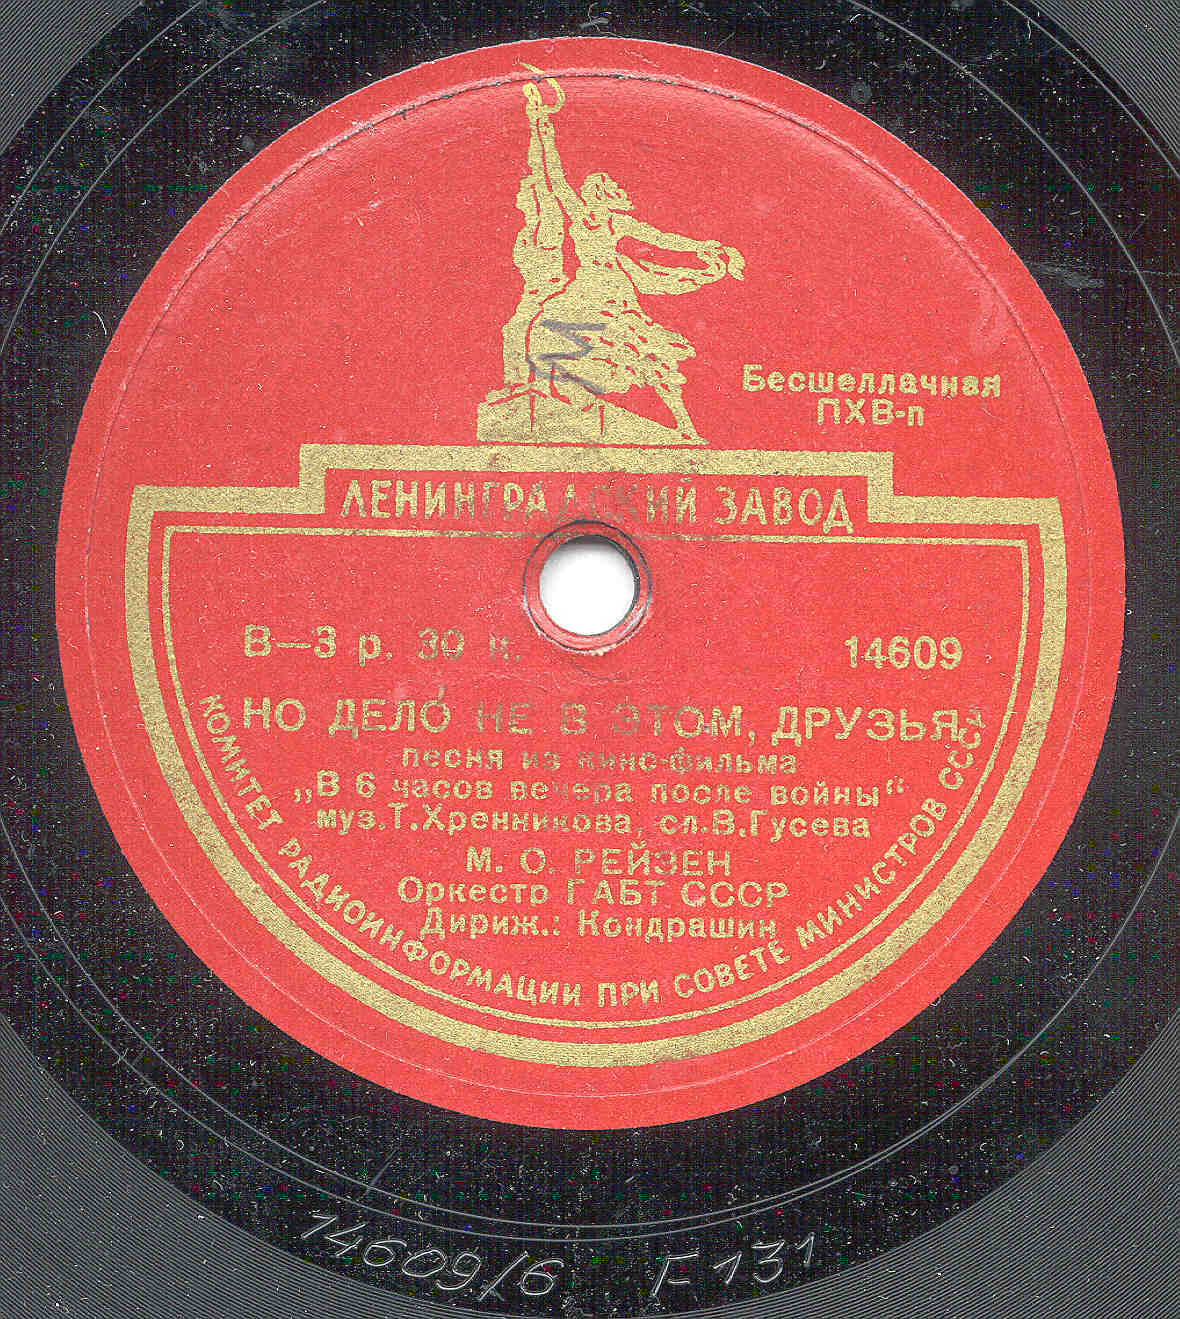 Бесшеллачная
ПХВ-п
ЛЕНИНГРАДСКИЙ ЗАВОД
В—3 р. 30 к.
14609
НО ДЕЛО НЕ В ЭТОМ, ДРУЗЬЯ
песня из кино-фильма
„В 6 часов вечера после войны“
муз.Т.Хренникова, сл.В.Гусева
М. О. РЕЙЗЕН
Оркестр ГАБТ СССР
Дириж.: Кондрашин
КОМИТЕТ РАДИОИНФОРМАЦИИ ПРИ СОВЕТЕ МИНИСТРОВ СССР
14609/6 F 131